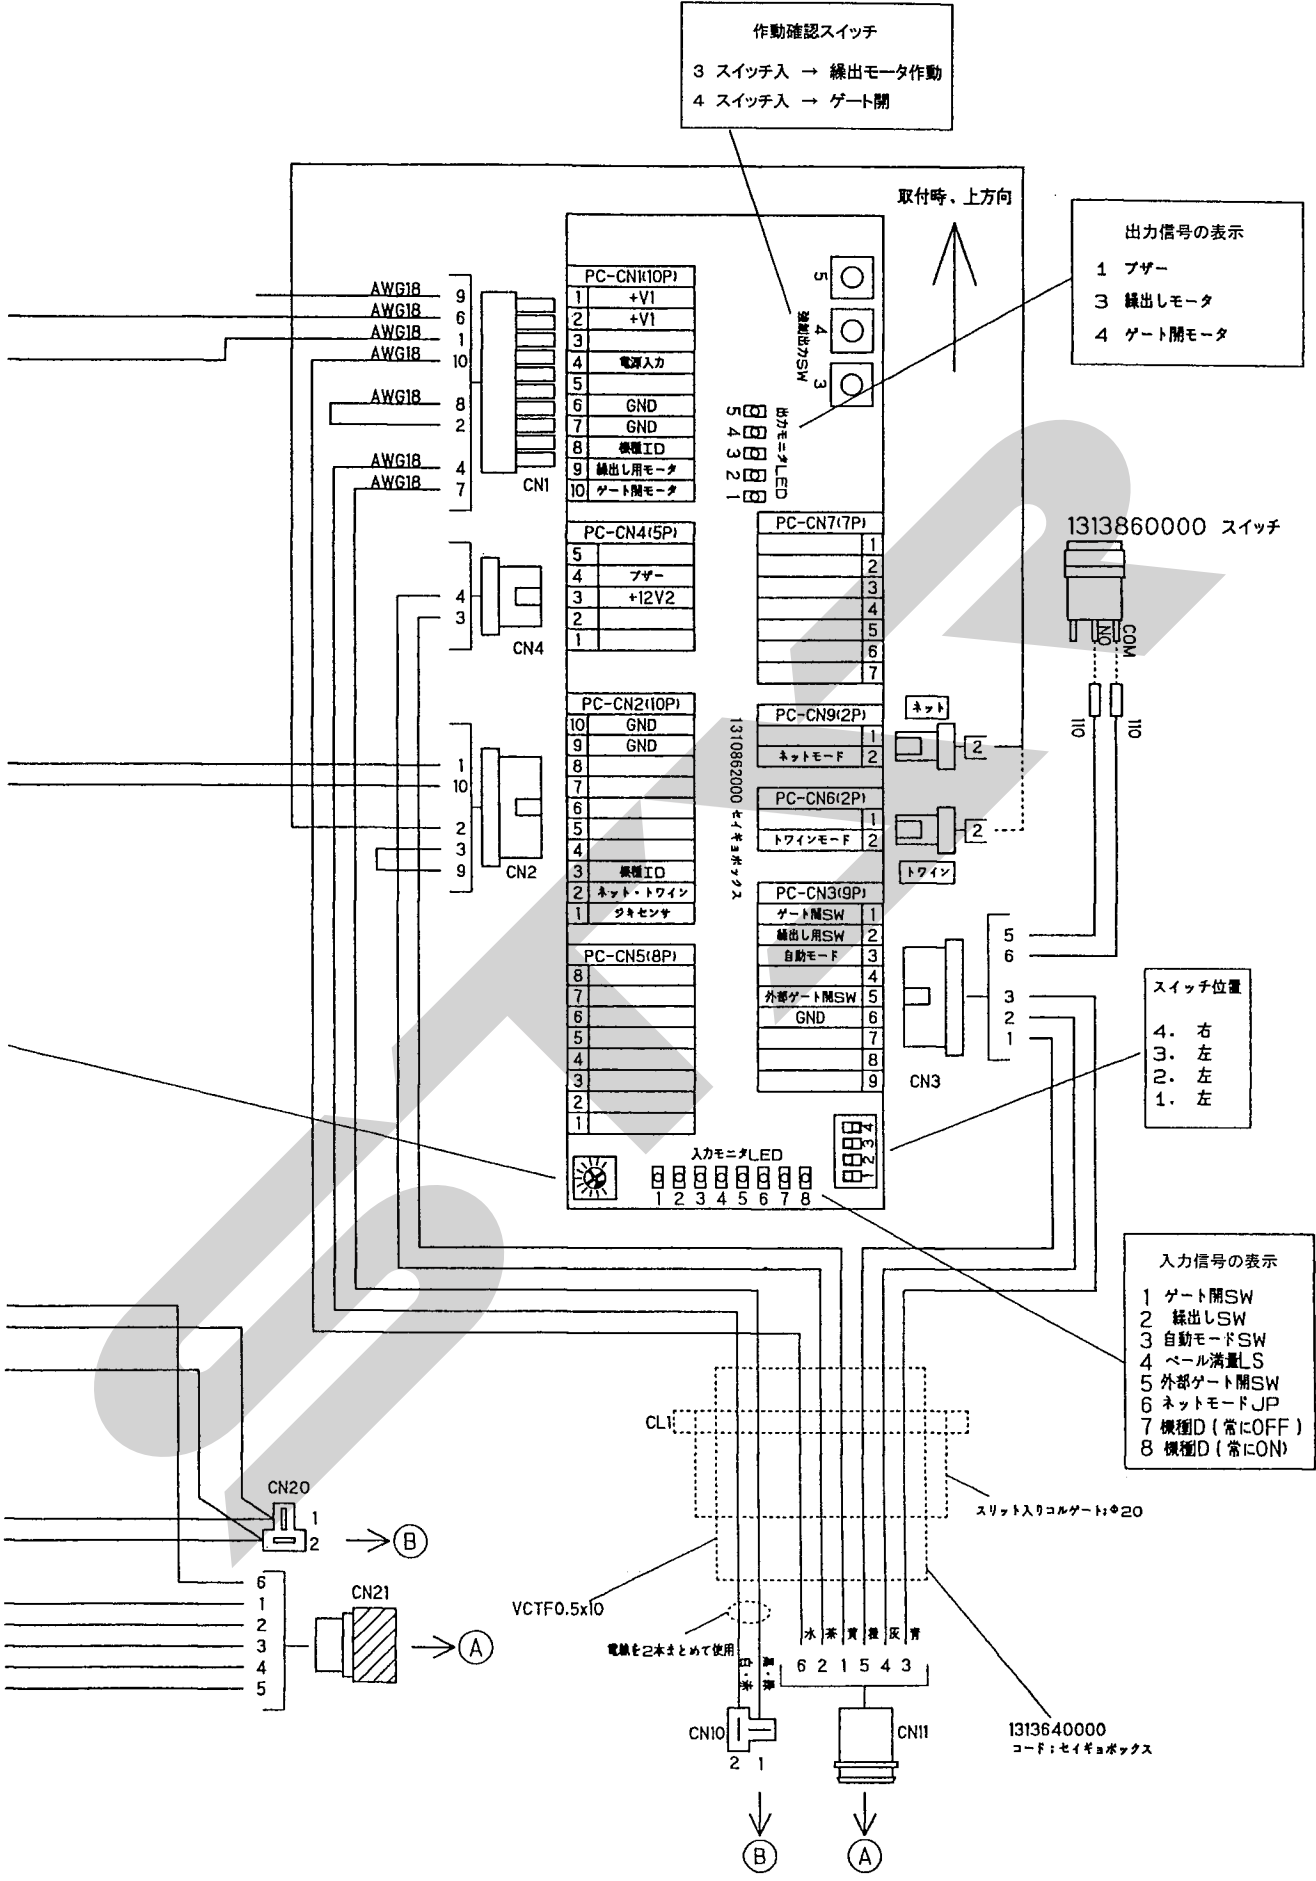 作動確認スイッチ
3 スイッチ入 → 繰出モータ作動
4 スイッチ入 → ゲート開
取付時、上方向
出力信号の表示
1 ブザー
3 繰出しモータ
4 ゲート開モータ
AWG18 9
AWG18 6
AWG18 1
AWG18 10
AWG18 8
2
AWG18 4
AWG18 7
CN1
PC-CN1(10P)
1 +V1
2 +V1
3
4 電源入力
5
6 GND
7 GND
8 機種ID
9 繰出し用モータ
10 ゲート開モータ
5
4
3
強制出力SW
5
4
3
2
1
出力モニタLED
4
3
CN4
PC-CN4(5P)
5
4 ブザー
3 +12V2
2
1
PC-CN7(7P)
1
2
3
4
5
6
7
1313860000 スイッチ
NO
COM
110
110
1
10
2
3
9
CN2
PC-CN2(10P)
10 GND
9 GND
8
7
6
5
4
3 機種ID
2 ネット・トワイン
1 ジキセンサ
1310862000 セイギョボックス
PC-CN9(2P)
1
ネットモード 2
ネット
2
PC-CN6(2P)
1
トワインモード 2
2
トワイン
PC-CN3(9P)
ゲート開SW 1
繰出し用SW 2
自動モード 3
4
外部ゲート開SW 5
GND 6
7
8
9
CN3
5
6
3
2
1
PC-CN5(8P)
8
7
6
5
4
3
2
1
スイッチ位置
4. 右
3. 左
2. 左
1. 左
4
3
2
1
入力モニタLED
1 2 3 4 5 6 7 8
入力信号の表示
1 ゲート開SW
2 繰出しSW
3 自動モードSW
4 ベール満量LS
5 外部ゲート開SW
6 ネットモードJP
7 機種D(常にOFF)
8 機種D(常にON)
CL1
スリット入りコルゲート:Φ20
CN20
1
2
B
6
1
2
3
4
5
CN21
A
VCTF0.5x10
電線を2本まとめて使用
白・赤
黒・緑
水 茶 黄 橙 灰 青
6 2 1 5 4 3
CN10
2 1
CN11
1313640000
コード:セイギョボックス
B
A
STAR